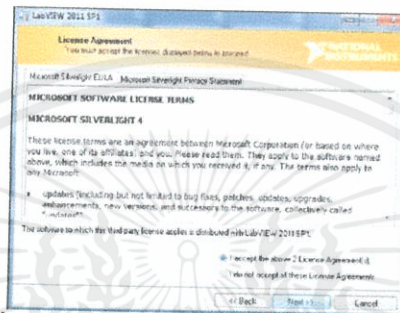 LabVIEW 2011 SP1
License Agreement
You must accept the licenses displayed below to proceed.
NATIONAL
INSTRUMENTS
Microsoft Silverlight EULA Microsoft Silverlight Privacy Statement
MICROSOFT SOFTWARE LICENSE TERMS
MICROSOFT SILVERLIGHT 4
These license terms are an agreement between Microsoft Corporation (or based on where
you live, one of its affiliates) and you. Please read them. They apply to the software named
above, which includes the media on which you received it, if any. The terms also apply to
any Microsoft
• updates (including but not limited to bug fixes, patches, updates, upgrades,
enhancements, new versions, and successors to the software, collectively called
"updates"),
The software to which this third party license applies is distributed with LabVIEW 2011 SP1.
I accept the above 2 License Agreement(s).
I do not accept all these License Agreements.
<< Back Next >> Cancel